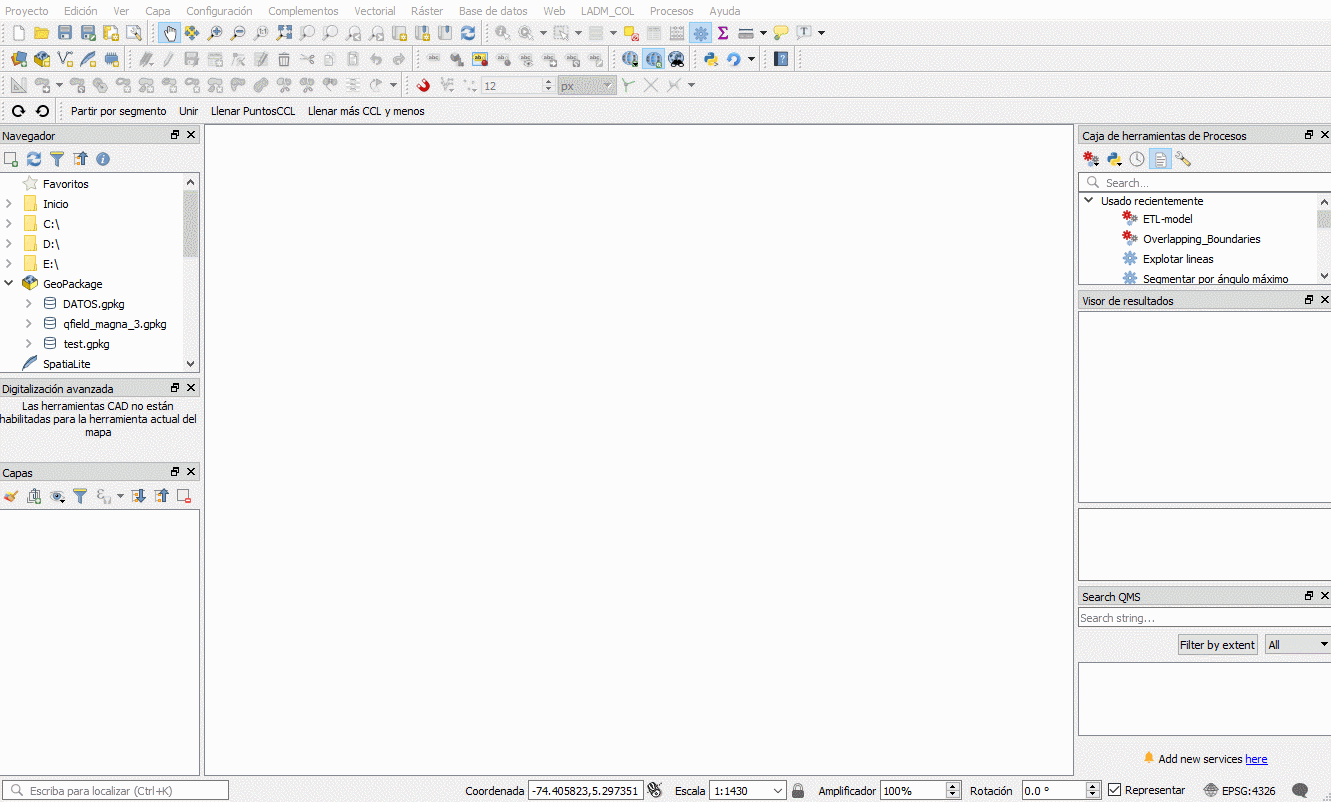 Proyecto Edición Ver Capa Configuración Complementos Vectorial Ráster Base de datos Web LADM_COL Procesos Ayuda
12 px
Partir por segmento Unir Llenar PuntosCCL Llenar más CCL y menos
Navegador
Favoritos
Inicio
C:\
D:\
E:\
GeoPackage
DATOS.gpkg
qfield_magna_3.gpkg
test.gpkg
SpatiaLite
Digitalización avanzada
Las herramientas CAD no están
habilitadas para la herramienta actual del
mapa
Capas
Caja de herramientas de Procesos
Search...
Usado recientemente
ETL-model
Overlapping_Boundaries
Explotar lineas
Segmentar por ángulo máximo
Visor de resultados
Search QMS
Search string...
Filter by extent All
Add new services here
Escriba para localizar (Ctrl+K) Coordenada -74.405823,5.297351 Escala 1:1430 Amplificador 100% Rotación 0.0 ° Representar EPSG:4326